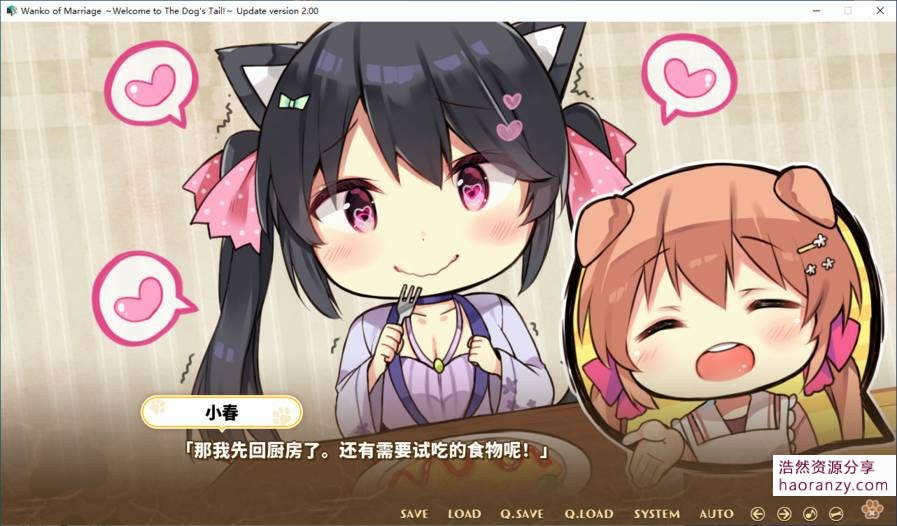 Wanko of Marriage ~Welcome to The Dog's Tail!~ Update version 2.00
小春
「那我先回厨房了。还有需要试吃的食物呢！」
浩然资源分享
haoranzy.com
SAVE LOAD Q.SAVE Q.LOAD SYSTEM AUTO